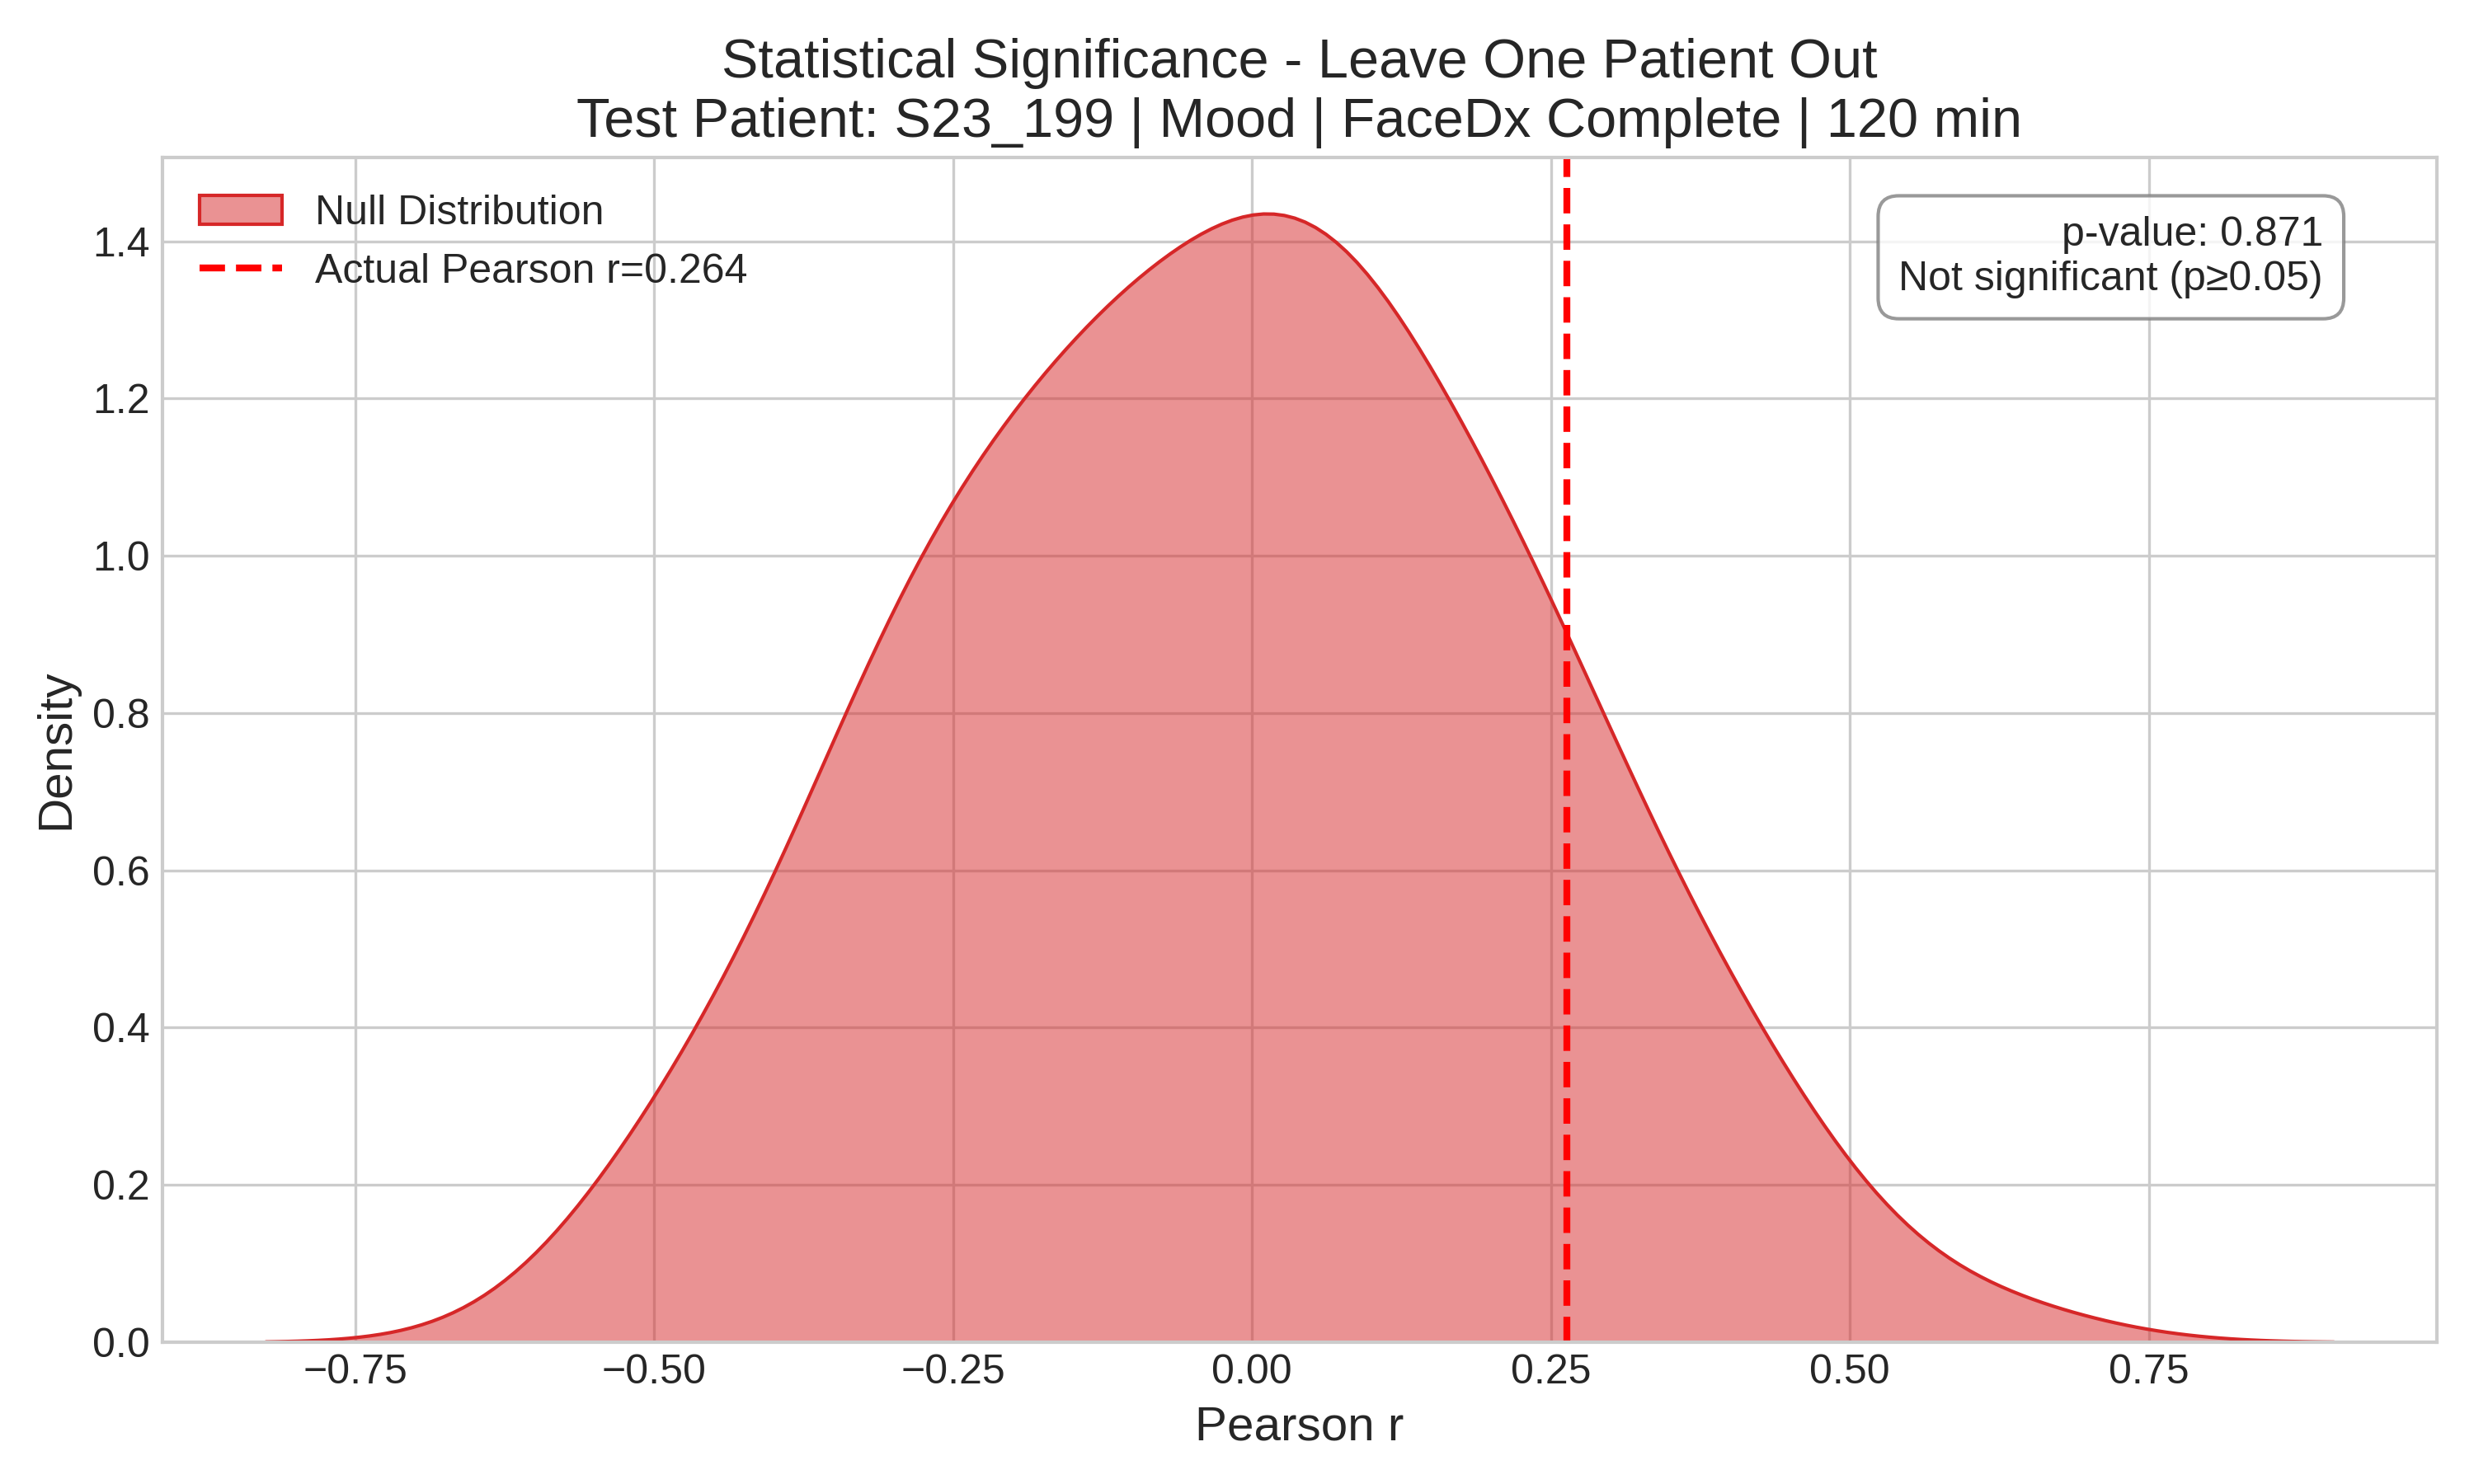 Statistical Significance - Leave One Patient Out
Test Patient: S23_199 | Mood | FaceDx Complete | 120 min
Null Distribution
Actual Pearson r=0.264
p-value: 0.871
Not significant (p≥0.05)
Density
1.4
1.2
1.0
0.8
0.6
0.4
0.2
0.0
−0.75
−0.50
−0.25
0.00
0.25
0.50
0.75
Pearson r